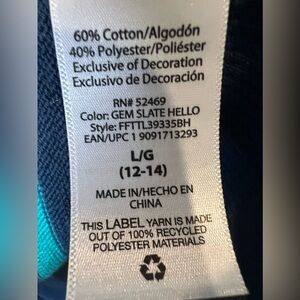 60% Cotton/Algodón
40% Polyester/Poliéster
Exclusive of Decoration
Exclusivo de Decoración
RN# 52469
Color: GEM SLATE HELLO
Style: FFTTL39335BH
EAN/UPC 1 9091713293
L/G
(12-14)
MADE IN/HECHO EN
CHINA
THIS LABEL YARN IS MADE
OUT OF 100% RECYCLED
POLYESTER MATERIALS